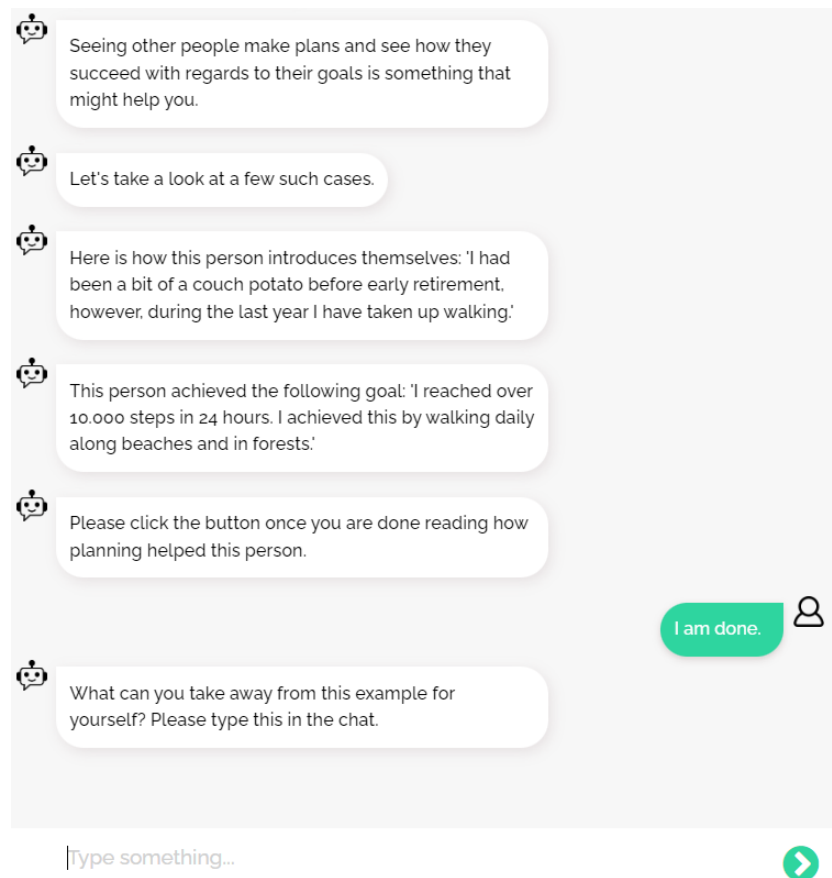 Seeing other people make plans and see how they
succeed with regards to their goals is something that
might help you.
Let's take a look at a few such cases.
Here is how this person introduces themselves: 'I had
been a bit of a couch potato before early retirement,
however, during the last year I have taken up walking.'
This person achieved the following goal: 'I reached over
10.000 steps in 24 hours. I achieved this by walking daily
along beaches and in forests.'
Please click the button once you are done reading how
planning helped this person.
I am done.
What can you take away from this example for
yourself? Please type this in the chat.
Type something...